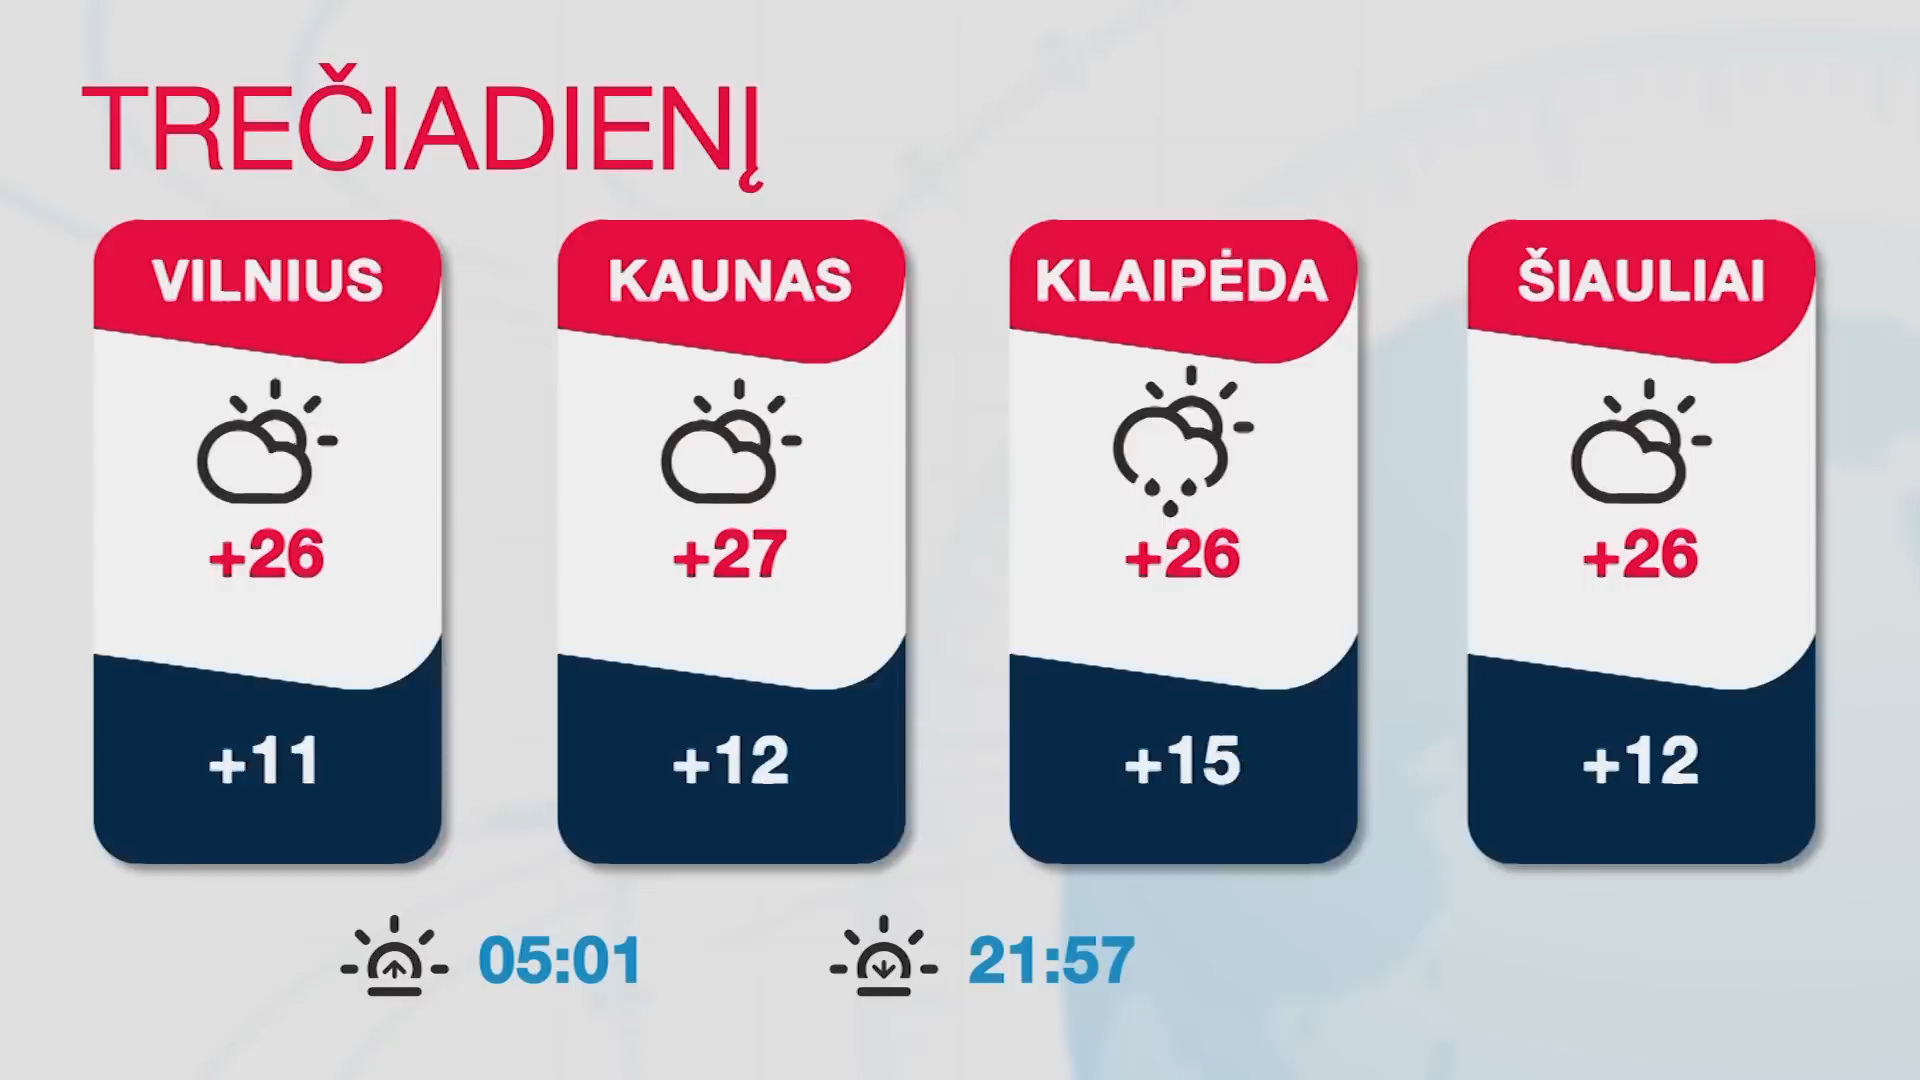 TREČIADIENĮ
VILNIUS
+26
+11
KAUNAS
+27
+12
KLAIPĖDA
+26
+15
ŠIAULIAI
+26
+12
05:01
21:57